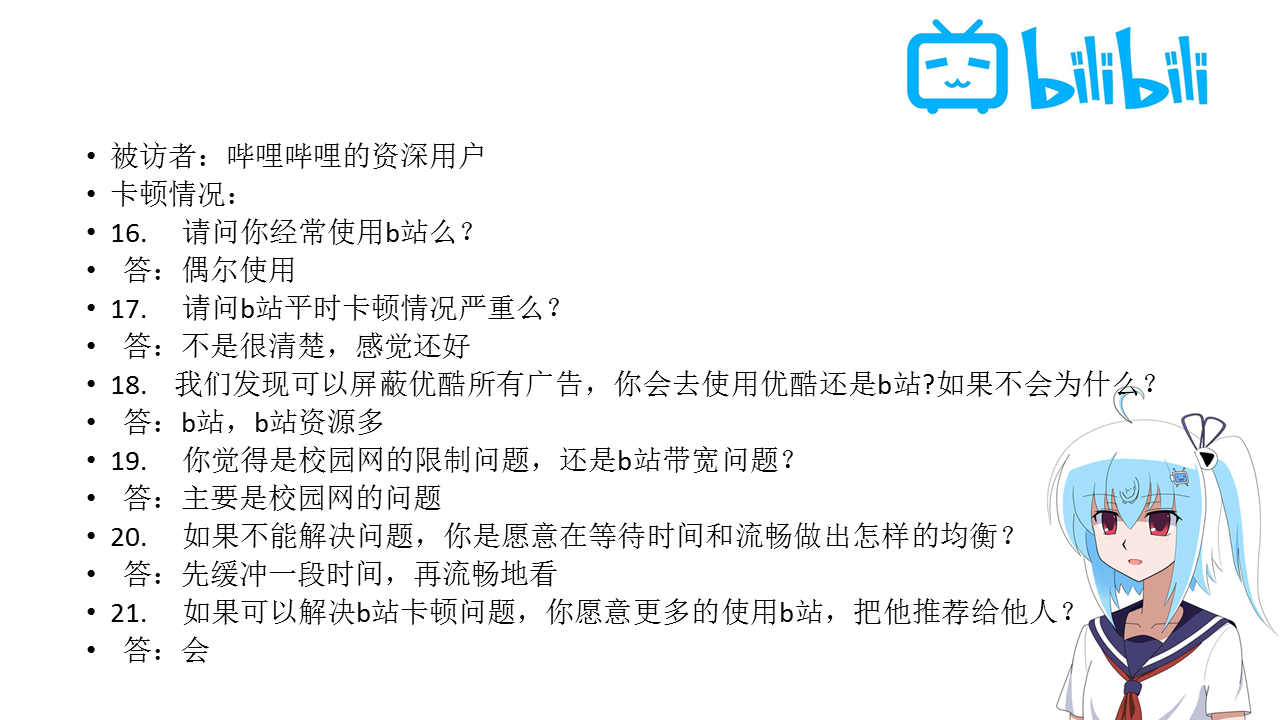 bilibili
• 被访者：哔哩哔哩的资深用户
• 卡顿情况：
• 16. 请问你经常使用b站么？
• 答：偶尔使用
• 17. 请问b站平时卡顿情况严重么？
• 答：不是很清楚，感觉还好
• 18. 我们发现可以屏蔽优酷所有广告，你会去使用优酷还是b站?如果不会为什么？
• 答：b站，b站资源多
• 19. 你觉得是校园网的限制问题，还是b站带宽问题？
• 答：主要是校园网的问题
• 20. 如果不能解决问题，你是愿意在等待时间和流畅做出怎样的均衡？
• 答：先缓冲一段时间，再流畅地看
• 21. 如果可以解决b站卡顿问题，你愿意更多的使用b站，把他推荐给他人？
• 答：会